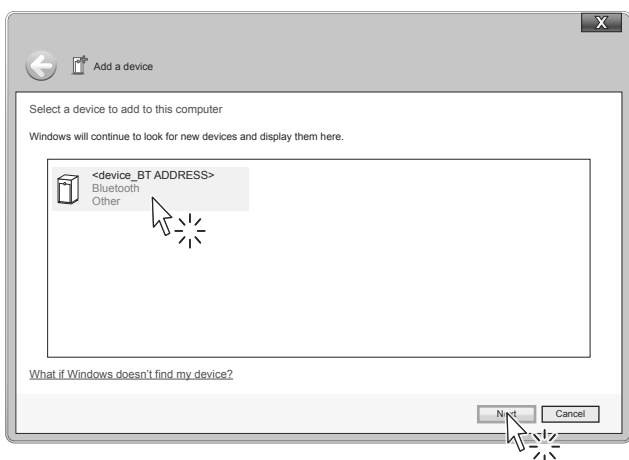 X
Add a device
Select a device to add to this computer
Windows will continue to look for new devices and display them here.
<device_BT ADDRESS>
Bluetooth
Other
What if Windows doesn't find my device?
Next Cancel